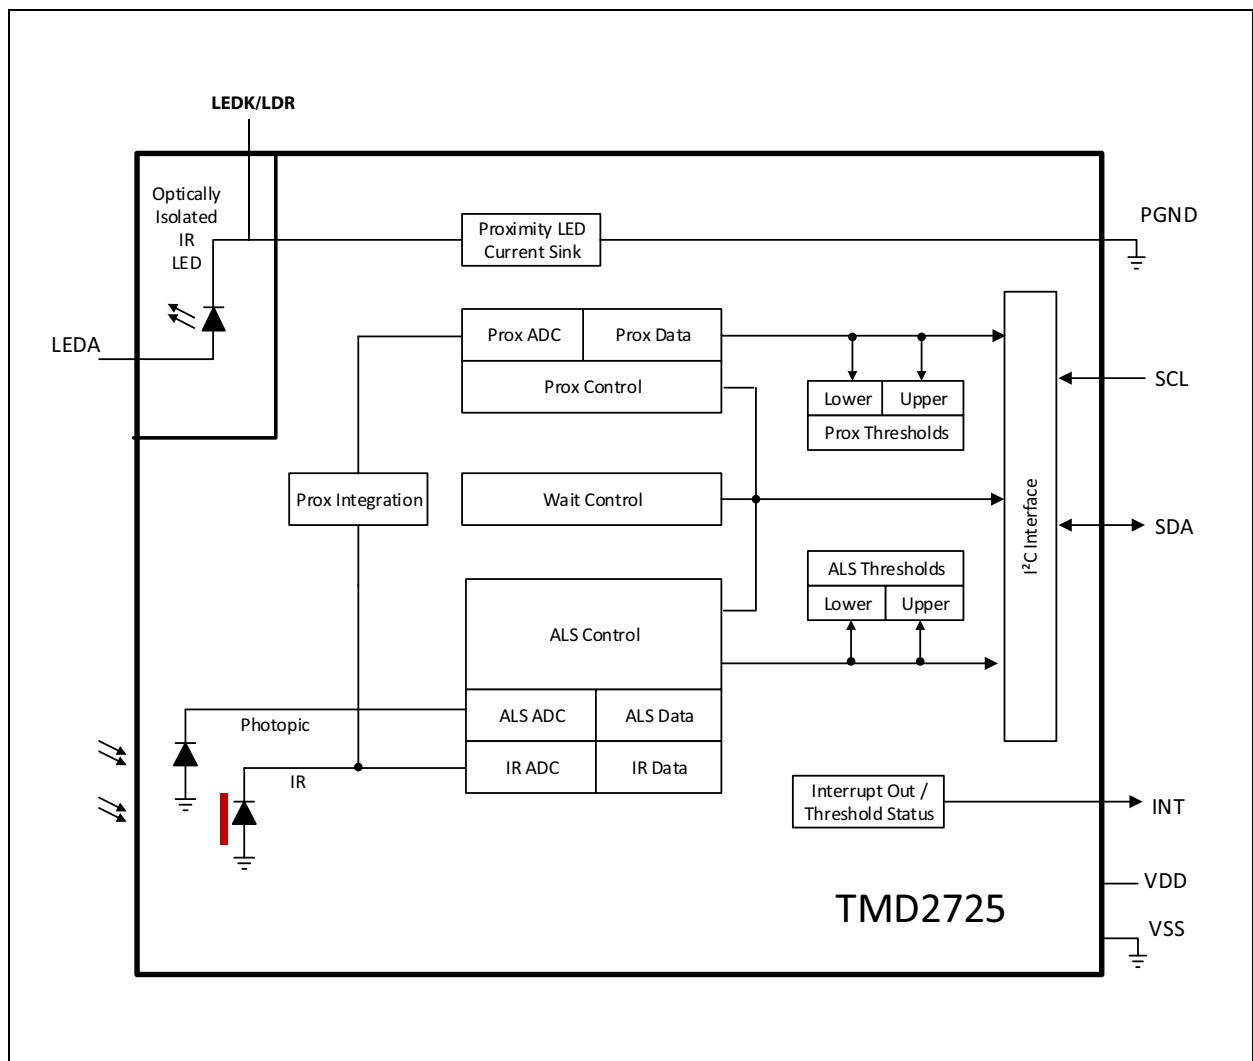 LEDK/LDR
Optically
Isolated
IR
LED
LEDA
Proximity LED
Current Sink
PGND
Prox ADC
Prox Data
Prox Control
Lower
Upper
Prox Thresholds
SCL
Prox Integration
Wait Control
I²C Interface
SDA
ALS Thresholds
Lower
Upper
ALS Control
Photopic
ALS ADC
ALS Data
IR
IR ADC
IR Data
Interrupt Out /
Threshold Status
INT
VDD
TMD2725
VSS